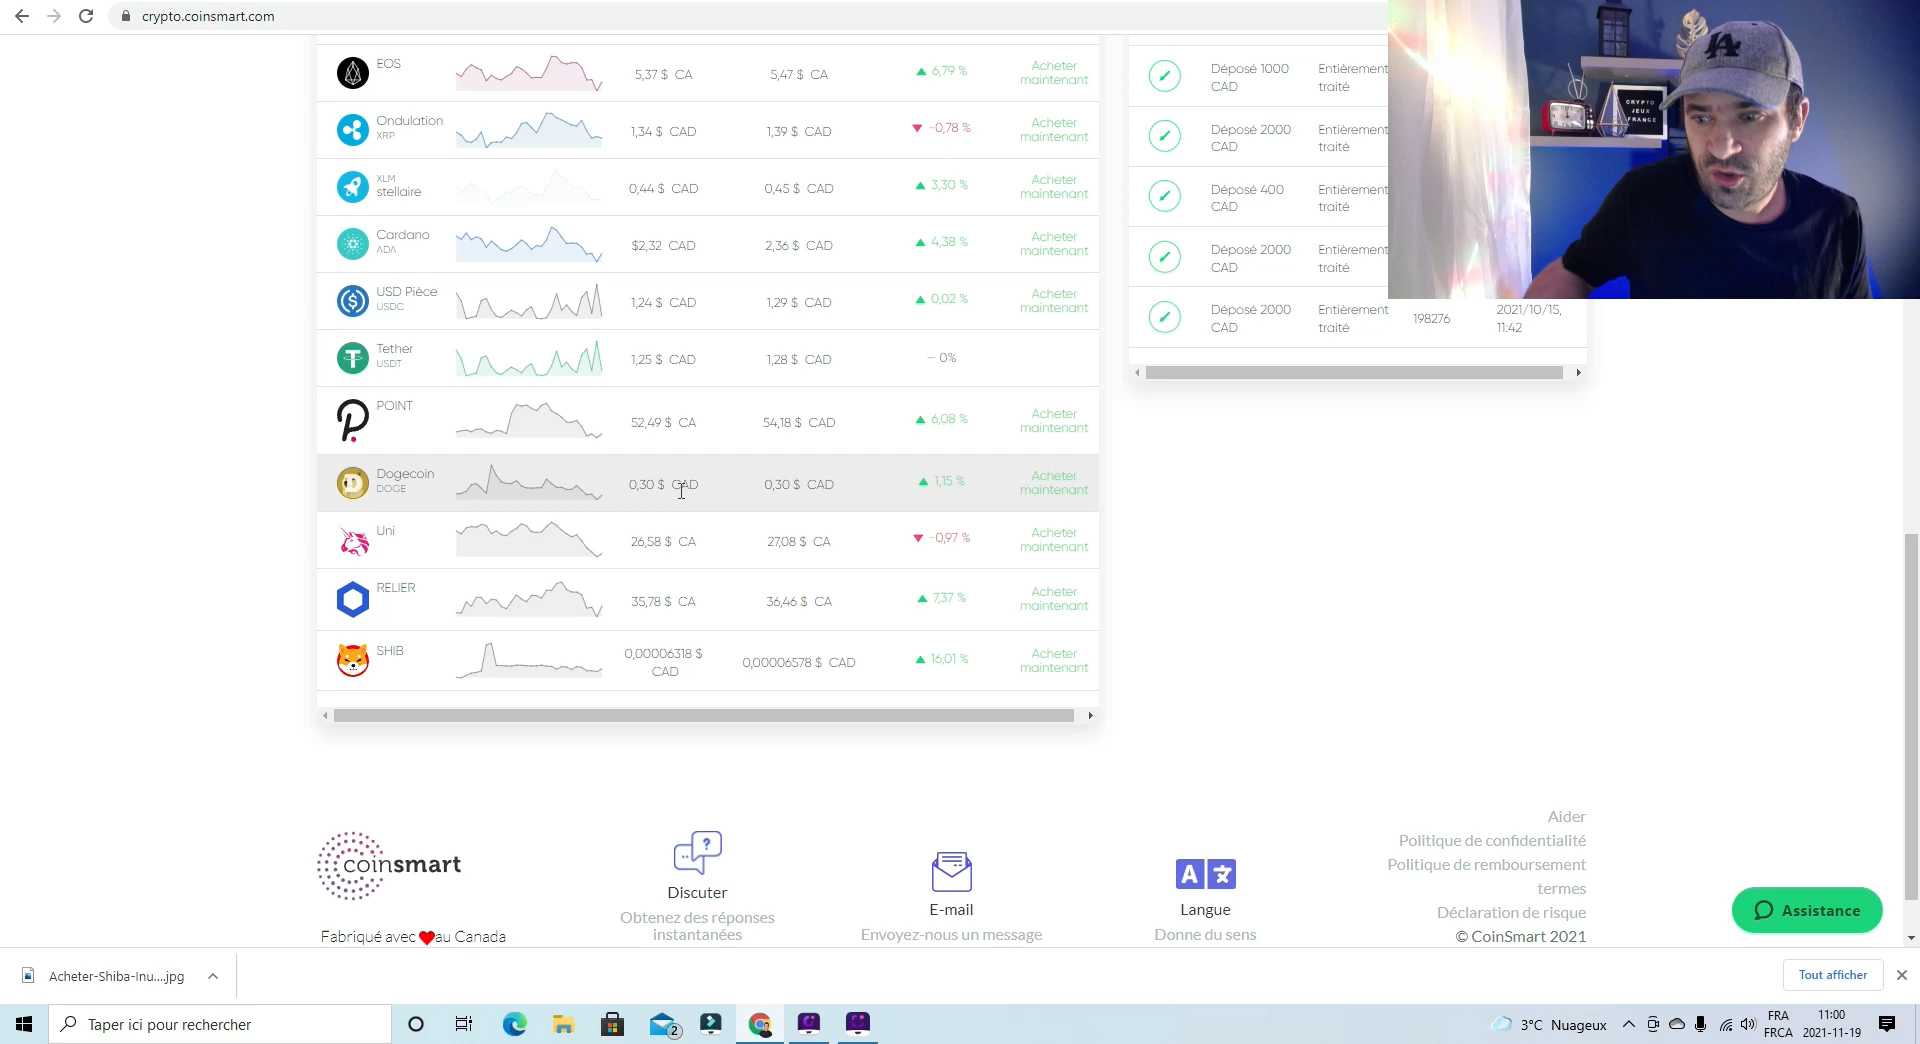 crypto.coinsmart.com
EOS
5,37 $ CA
5,47 $ CA
6,79 %
Acheter
maintenant
Ondulation
XRP
1,34 $ CAD
1,39 $ CAD
-0,78 %
Acheter
maintenant
XLM
stellaire
0,44 $ CAD
0,45 $ CAD
3,30 %
Acheter
maintenant
Cardano
ADA
$2,32 CAD
2,36 $ CAD
4,38 %
Acheter
maintenant
USD Pièce
USDC
1,24 $ CAD
1,29 $ CAD
0,02 %
Acheter
maintenant
Tether
USDT
1,25 $ CAD
1,28 $ CAD
– 0%
POINT
52,49 $ CA
54,18 $ CAD
6,08 %
Acheter
maintenant
Dogecoin
DOGE
0,30 $ CAD
0,30 $ CAD
1,15 %
Acheter
maintenant
Uni
26,58 $ CA
27,08 $ CA
-0,97 %
Acheter
maintenant
RELIER
35,78 $ CA
36,46 $ CA
7,37 %
Acheter
maintenant
SHIB
0,00006318 $
CAD
0,00006578 $ CAD
16,01 %
Acheter
maintenant
Déposé 1000
CAD
Entièrement
traité
Déposé 2000
CAD
Entièrement
traité
Déposé 400
CAD
Entièrement
traité
Déposé 2000
CAD
Entièrement
traité
Déposé 2000
CAD
Entièrement
traité
198276
2021/10/15,
11:42
CRYPTO
JEUX
FRANCE
LA
coinsmart
Fabriqué avec au Canada
Discuter
Obtenez des réponses
instantanées
E-mail
Envoyez-nous un message
Langue
Donne du sens
Aider
Politique de confidentialité
Politique de remboursement
termes
Déclaration de risque
© CoinSmart 2021
Assistance
Acheter-Shiba-Inu....jpg
Tout afficher
Taper ici pour rechercher
2
3°C Nuageux
FRA
FRCA
11:00
2021-11-19